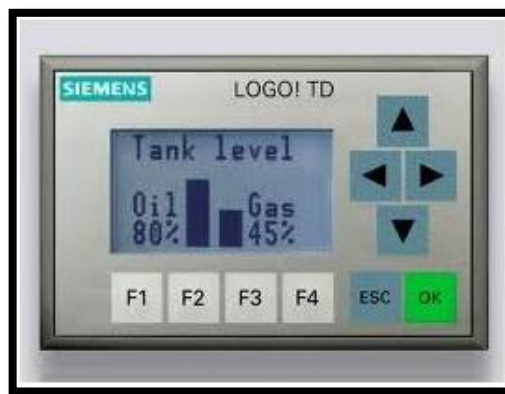 SIEMENS LOGO! TD
Tank level
Oil Gas
80% 45%
F1 F2 F3 F4 ESC OK